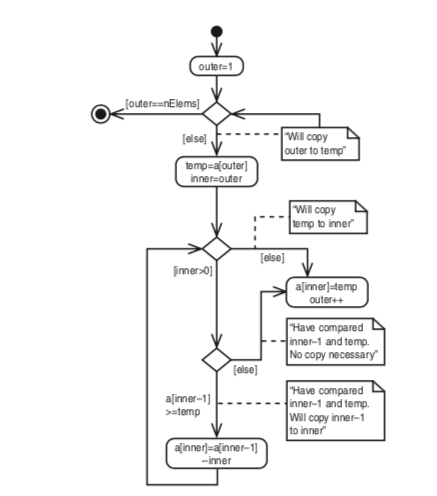 outer=1
[outer==nElems]
[else]
“Will copy
outer to temp”
temp=a[outer]
inner=outer
“Will copy
temp to inner”
[else]
[inner>0]
a[inner]=temp
outer++
“Have compared
inner–1 and temp.
No copy necessary”
[else]
“Have compared
inner–1 and temp.
Will copy inner–1
to inner”
a[inner–1]
>=temp
a[inner]=a[inner–1]
--inner